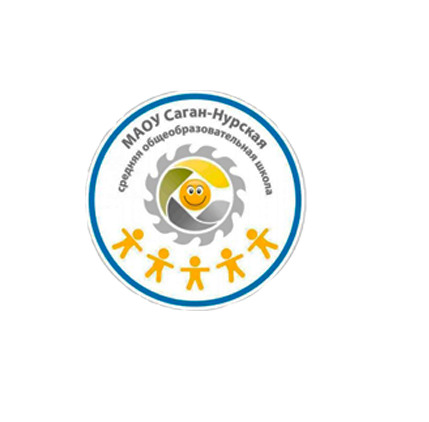 МАОУ Саган-Нурская
средняя общеобразовательная школа